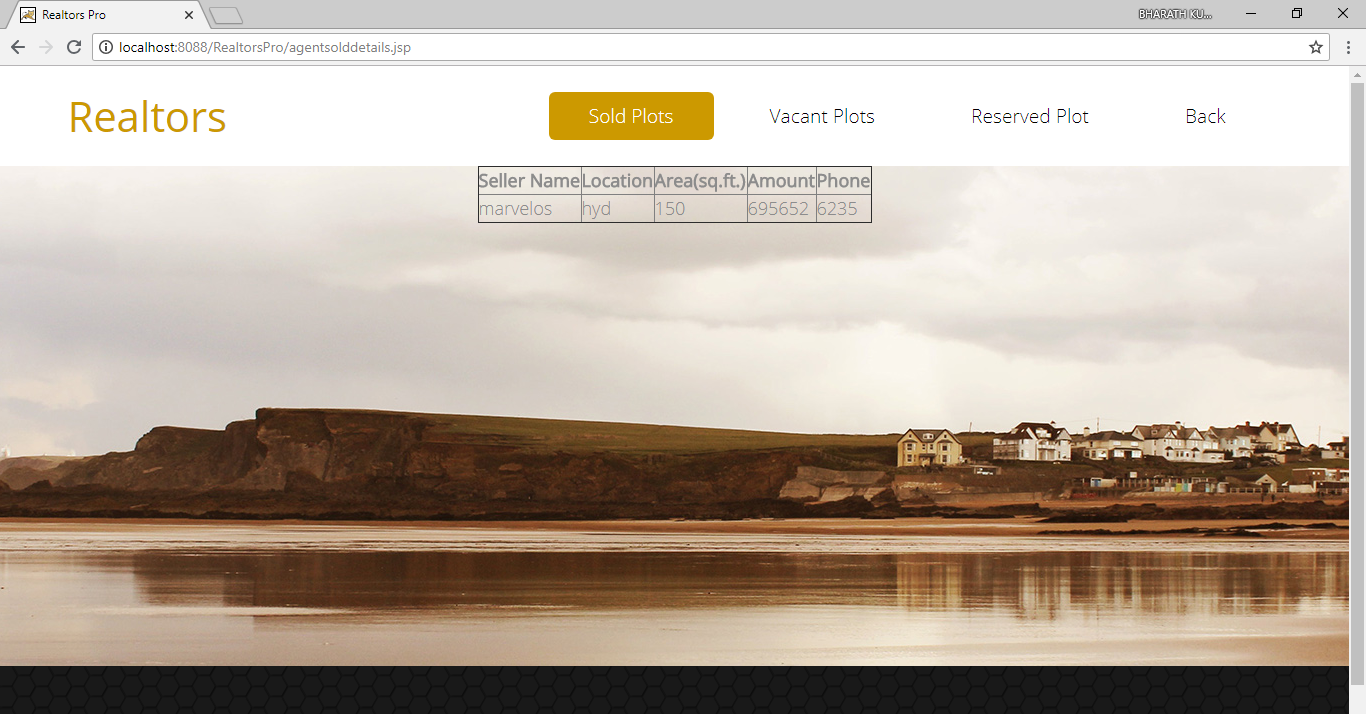 Realtors Pro
BHARATH KU...
localhost:8088/RealtorsPro/agentsolddetails.jsp
Realtors Sold Plots Vacant Plots Reserved Plot Back
Seller Name Location Area(sq.ft.) Amount Phone
marvelos hyd 150 695652 6235